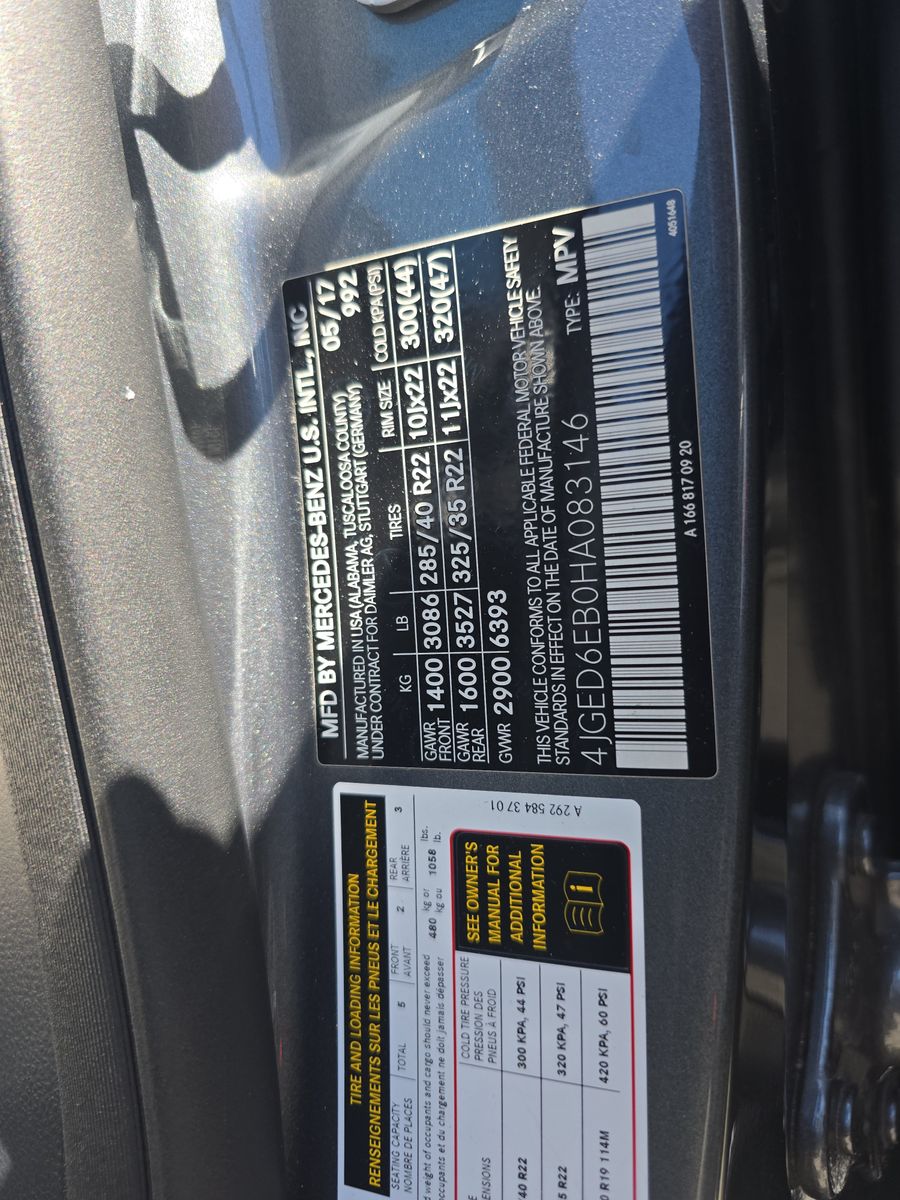 MFD BY MERCEDES-BENZ U.S. INTL., INC
MANUFACTURED IN USA (ALABAMA, TUSCALOOSA COUNTY) 05/17
UNDER CONTRACT FOR DAIMLER AG, STUTTGART (GERMANY) 992
KG LB TIRES RIM SIZE COLD KPA(PSI)
GAWR FRONT 1400 3086 285/40 R22 10Jx22 300(44)
GAWR REAR 1600 3527 325/35 R22 11Jx22 320(47)
GVWR 2900 6393
THIS VEHICLE CONFORMS TO ALL APPLICABLE FEDERAL MOTOR VEHICLE SAFETY
STANDARDS IN EFFECT ON THE DATE OF MANUFACTURE SHOWN ABOVE.
4JGED6EB0HA083146 TYPE: MPV
A 166 817 09 20
4051648
TIRE AND LOADING INFORMATION
RENSEIGNEMENTS SUR LES PNEUS ET LE CHARGEMENT
SEATING CAPACITY TOTAL 5 FRONT 2 REAR 3
NOMBRE DE PLACES AVANT ARRIÈRE
weight of occupants and cargo should never exceed 480 kg or 1058 lbs.
occupants et du chargement ne doit jamais dépasser kg ou lb.
COLD TIRE PRESSURE
PRESSION DES
PNEUS À FROID
40 R22 300 KPA, 44 PSI
5 R22 320 KPA, 47 PSI
R19 114M 420 KPA, 60 PSI
SEE OWNER'S
MANUAL FOR
ADDITIONAL
INFORMATION
i
A 292 584 37 01